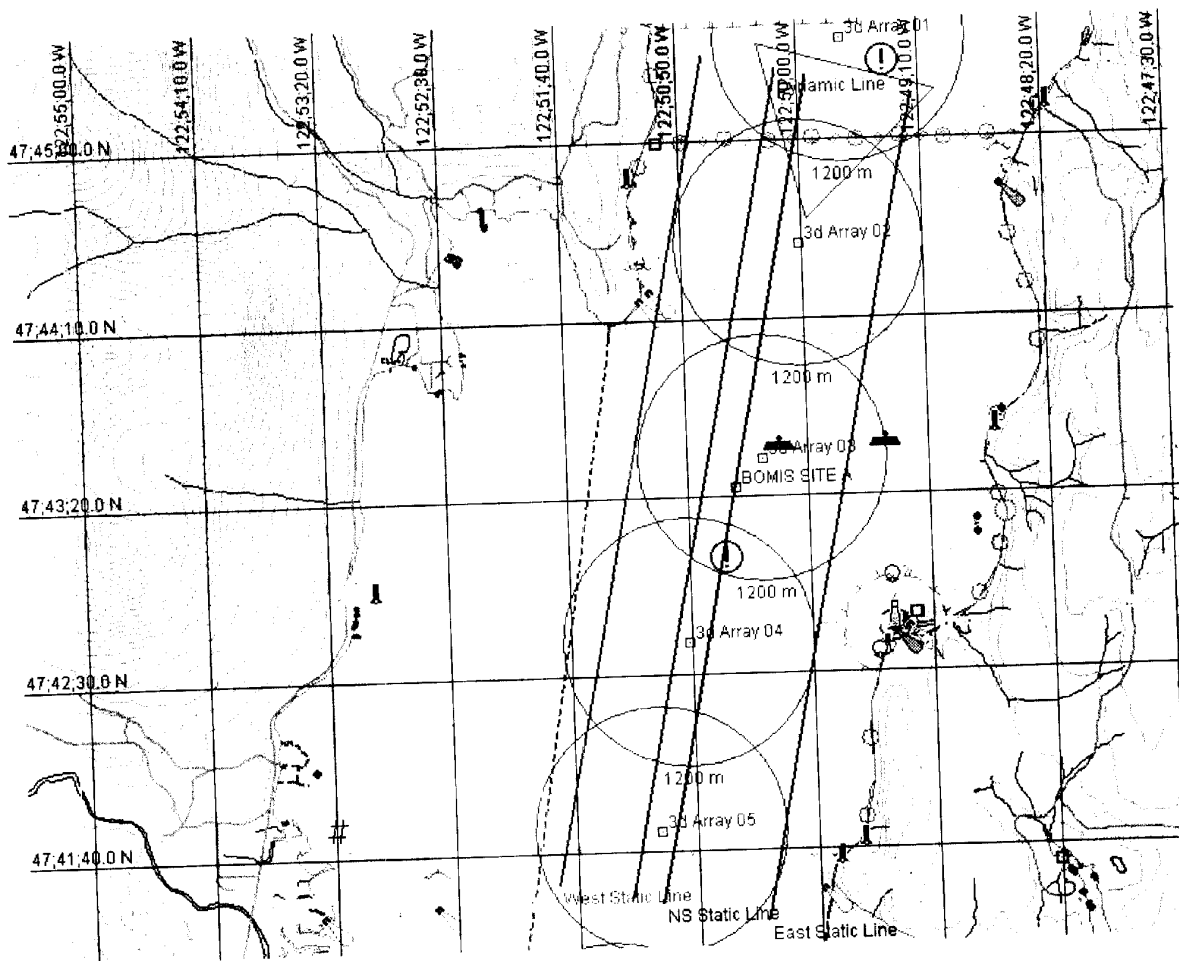 122;55;00.0 W
122;54;10.0 W
122;53;20.0 W
122;52;30.0 W
122;51;40.0 W
122;50;50.0 W
122;50;00.0 W
122;49;10.0 W
122;48;20.0 W
122;47;30.0 W
3d Array 01
Dynamic Line
47;45;00.0 N
1200 m
3d Array 02
47;44;10.0 N
1200 m
3d Array 03
BOMIS SITE A
47;43;20.0 N
1200 m
3d Array 04
47;42;30.0 N
1200 m
3d Array 05
47;41;40.0 N
West Static Line
NS Static Line
East Static Line